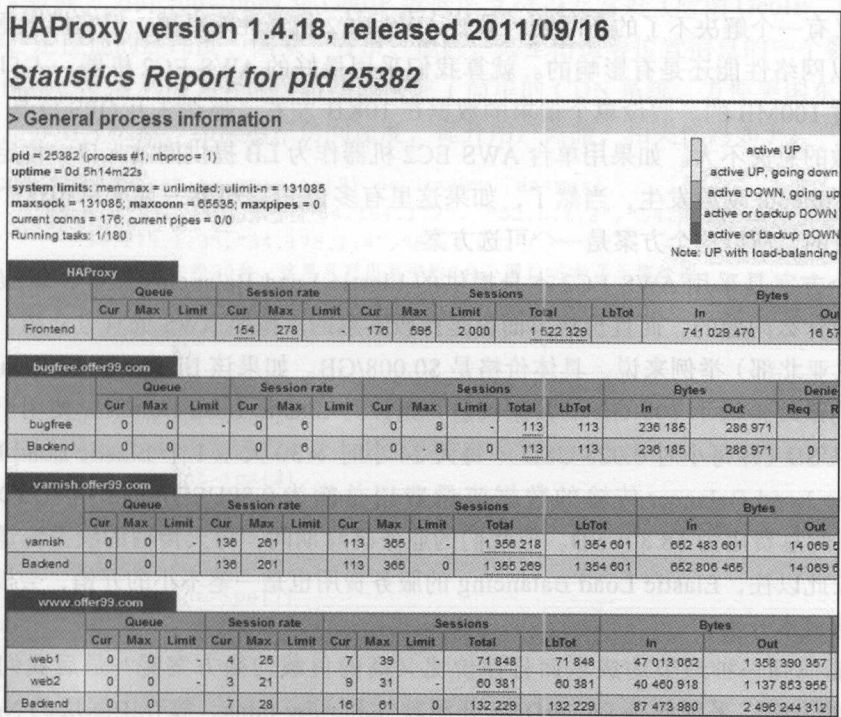 HAProxy version 1.4.18, released 2011/09/16
Statistics Report for pid 25382
> General process information
pid = 25382 (process #1, nbproc = 1)
uptime = 0d 5h14m22s
system limits: memmax = unlimited; ulimit-n = 131085
maxsock = 131085; maxconn = 65535; maxpipes = 0
current conns = 176; current pipes = 0/0
Running tasks: 1/180
active UP
active UP, going down
active DOWN, going up
active or backup DOWN
active or backup DOWN
Note: UP with load-balancing
HAProxy
Queue Session rate Sessions Bytes
Cur Max Limit Cur Max Limit Cur Max Limit Total LbTot In Ou
Frontend 154 278 - 176 695 2 000 1 522 329 741 029 470 16 57
bugfree.offer99.com
Queue Session rate Sessions Bytes Denie
Cur Max Limit Cur Max Limit Cur Max Limit Total LbTot In Out Req R
bugfree 0 0 - 0 6 0 8 - 113 113 236 185 286 971
Backend 0 0 0 6 0 8 0 113 113 236 185 286 971 0
varnish.offer99.com
Queue Session rate Sessions Bytes
Cur Max Limit Cur Max Limit Cur Max Limit Total LbTot In Out
varnish 0 0 - 136 261 113 365 - 1 356 218 1 354 601 652 483 601 14 069 5
Backend 0 0 136 261 113 365 0 1 355 269 1 354 601 652 806 465 14 069 6
www.offer99.com
Queue Session rate Sessions Bytes
Cur Max Limit Cur Max Limit Cur Max Limit Total LbTot In Out
web1 0 0 - 4 25 7 39 - 71 848 71 848 47 013 062 1 358 390 357
web2 0 0 - 3 21 9 31 - 60 381 60 381 40 460 918 1 137 853 955
Backend 0 0 7 28 16 61 0 132 229 132 229 87 473 980 2 496 244 312